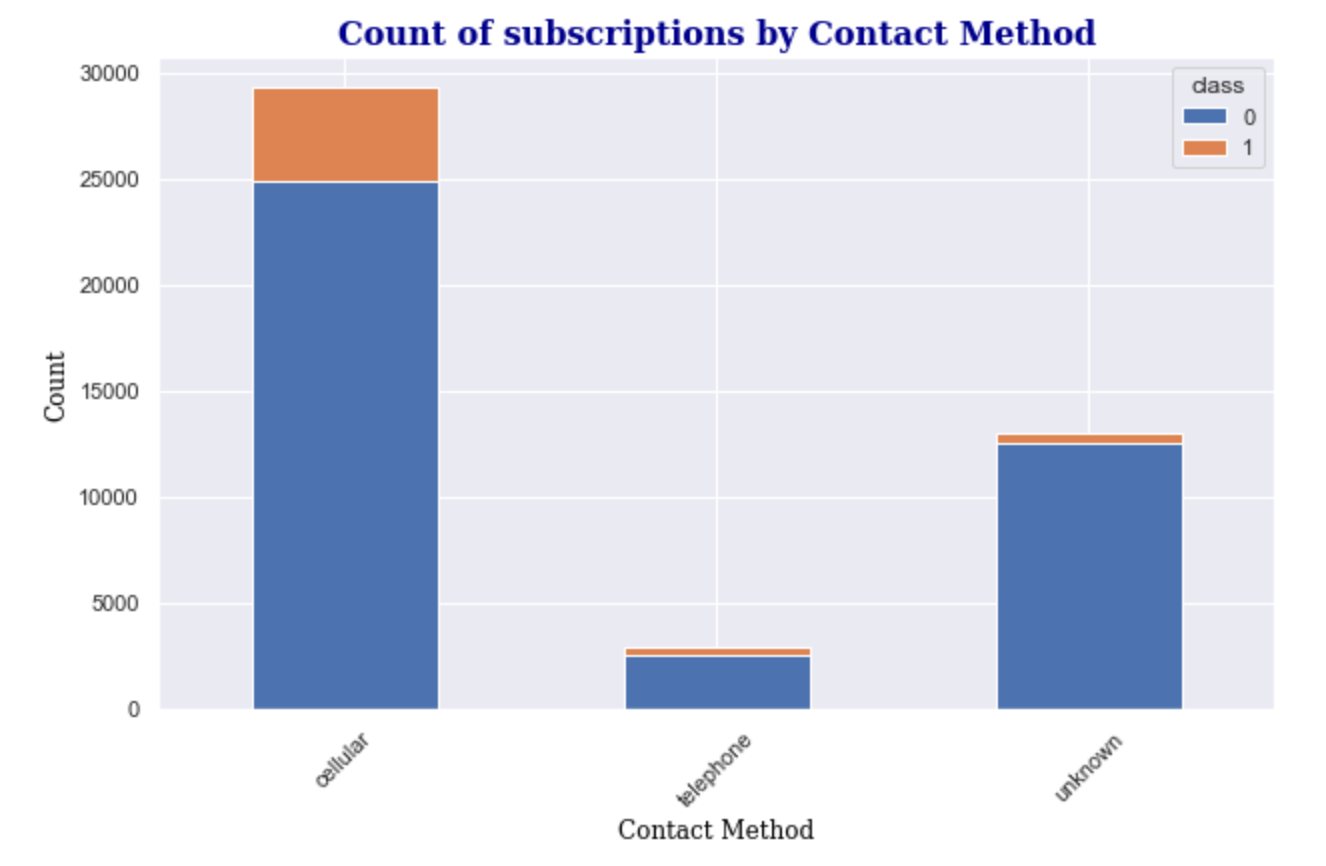 Count of subscriptions by Contact Method
class
0
1
30000
25000
20000
15000
10000
5000
0
Count
cellular
telephone
unknown
Contact Method